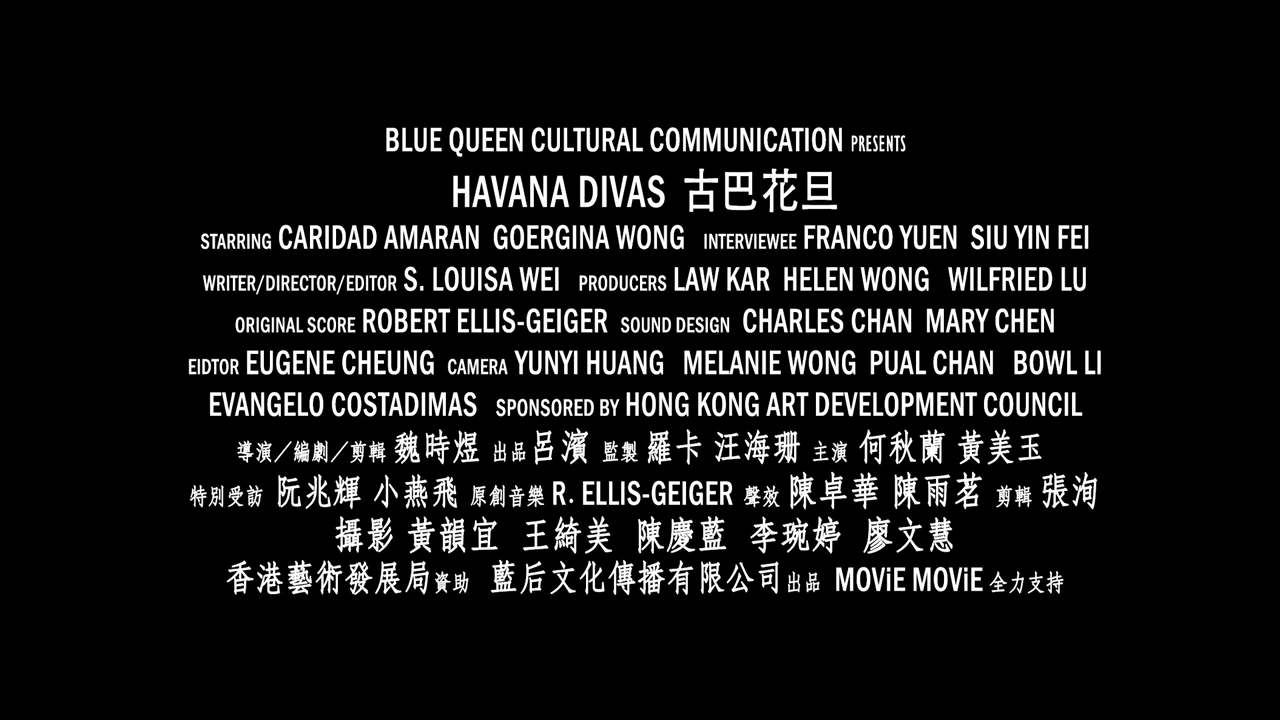 BLUE QUEEN CULTURAL COMMUNICATION PRESENTS
HAVANA DIVAS 古巴花旦
STARRING CARIDAD AMARAN GOERGINA WONG INTERVIEWEE FRANCO YUEN SIU YIN FEI
WRITER/DIRECTOR/EDITOR S. LOUISA WEI PRODUCERS LAW KAR HELEN WONG WILFRIED LU
ORIGINAL SCORE ROBERT ELLIS-GEIGER SOUND DESIGN CHARLES CHAN MARY CHEN
EIDTOR EUGENE CHEUNG CAMERA YUNYI HUANG MELANIE WONG PUAL CHAN BOWL LI
EVANGELO COSTADIMAS SPONSORED BY HONG KONG ART DEVELOPMENT COUNCIL
導演／編劇／剪輯 魏時煜 出品 呂濱 監製 羅卡 汪海珊 主演 何秋蘭 黃美玉
特別受訪 阮兆輝 小燕飛 原創音樂 R. ELLIS-GEIGER 聲效 陳卓華 陳雨茗 剪輯 張洵
攝影 黃韻宜 王綺美 陳慶藍 李琬婷 廖文慧
香港藝術發展局資助 藍后文化傳播有限公司出品 MOViE MOViE 全力支持